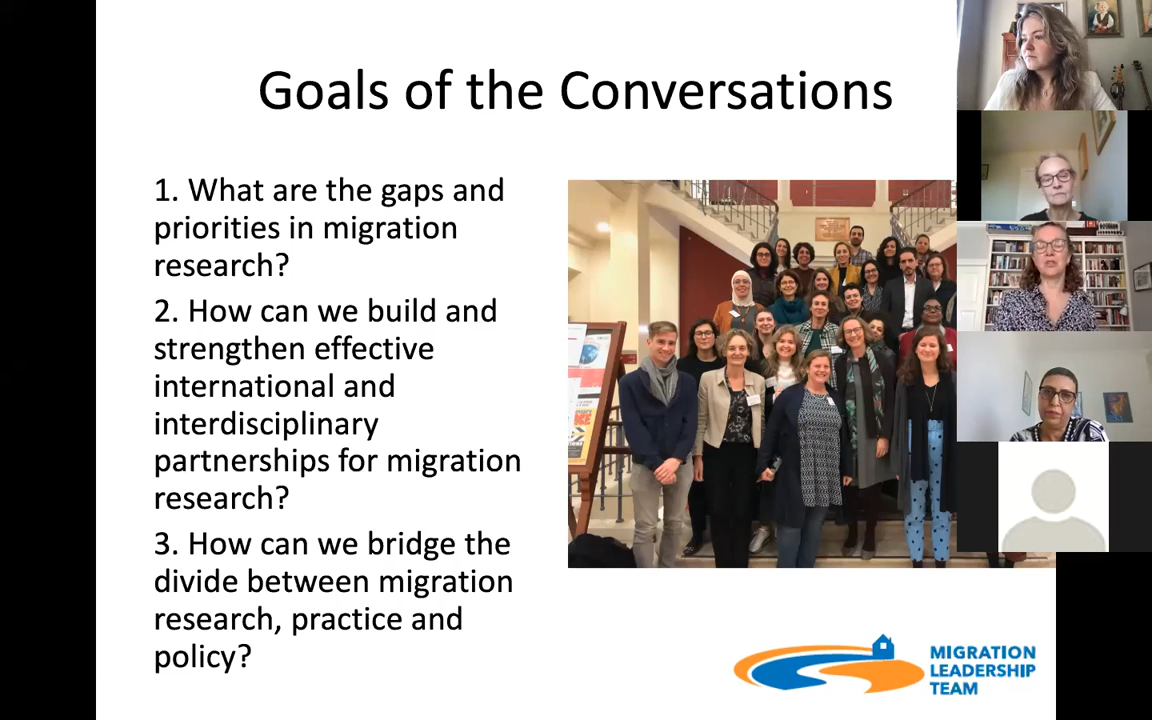 Goals of the Conversations
1. What are the gaps and
priorities in migration
research?
2. How can we build and
strengthen effective
international and
interdisciplinary
partnerships for migration
research?
3. How can we bridge the
divide between migration
research, practice and
policy?
MIGRATION
LEADERSHIP
TEAM